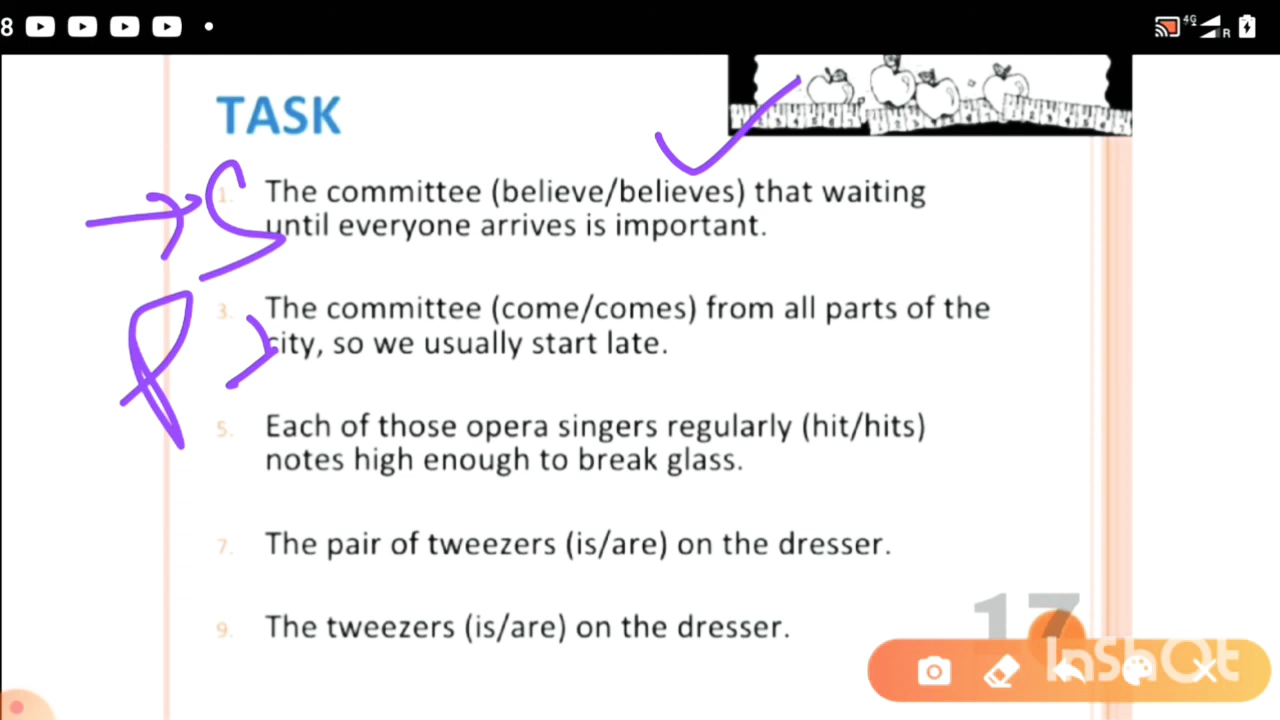 8
4G
R
TASK
1. The committee (believe/believes) that waiting
until everyone arrives is important.
3. The committee (come/comes) from all parts of the
city, so we usually start late.
5. Each of those opera singers regularly (hit/hits)
notes high enough to break glass.
7. The pair of tweezers (is/are) on the dresser.
9. The tweezers (is/are) on the dresser.
S
P
17
InShOt